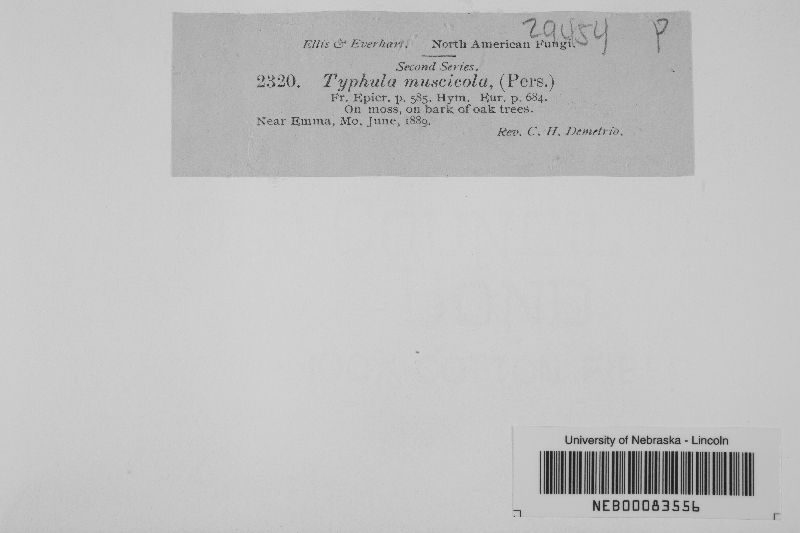 29454 P
Ellis & Everhart. North American Fungi.
Second Series.
2320. Typhula muscicola, (Pers.)
Fr. Epicr. p. 585. Hym. Eur. p. 684.
On moss, on bark of oak trees.
Near Emma, Mo. June, 1889.
Rev. C. H. Demetrio.
University of Nebraska - Lincoln
NEB00083556